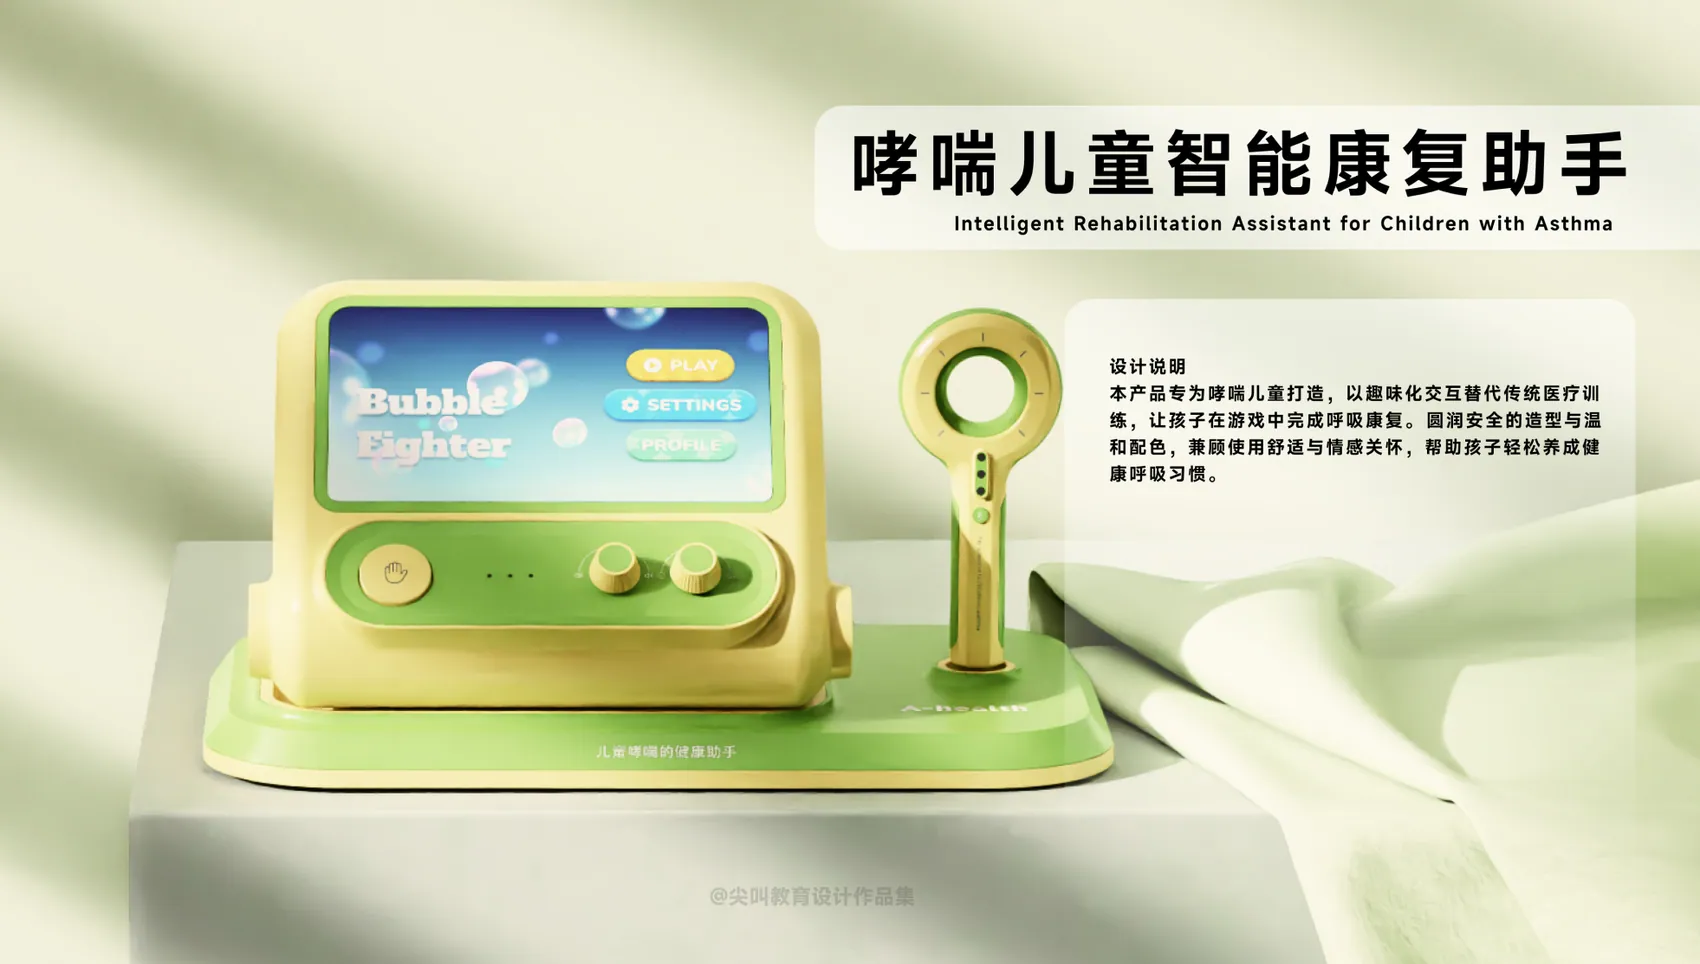 哮喘儿童智能康复助手
Intelligent Rehabilitation Assistant for Children with Asthma
设计说明
本产品专为哮喘儿童打造，以趣味化交互替代传统医疗训
练，让孩子在游戏中完成呼吸康复。圆润安全的造型与温
和配色，兼顾使用舒适与情感关怀，帮助孩子轻松养成健
康呼吸习惯。
Bubble
Fighter
PLAY
SETTINGS
PROFILE
A-health
儿童哮喘的健康助手
@尖叫教育设计作品集